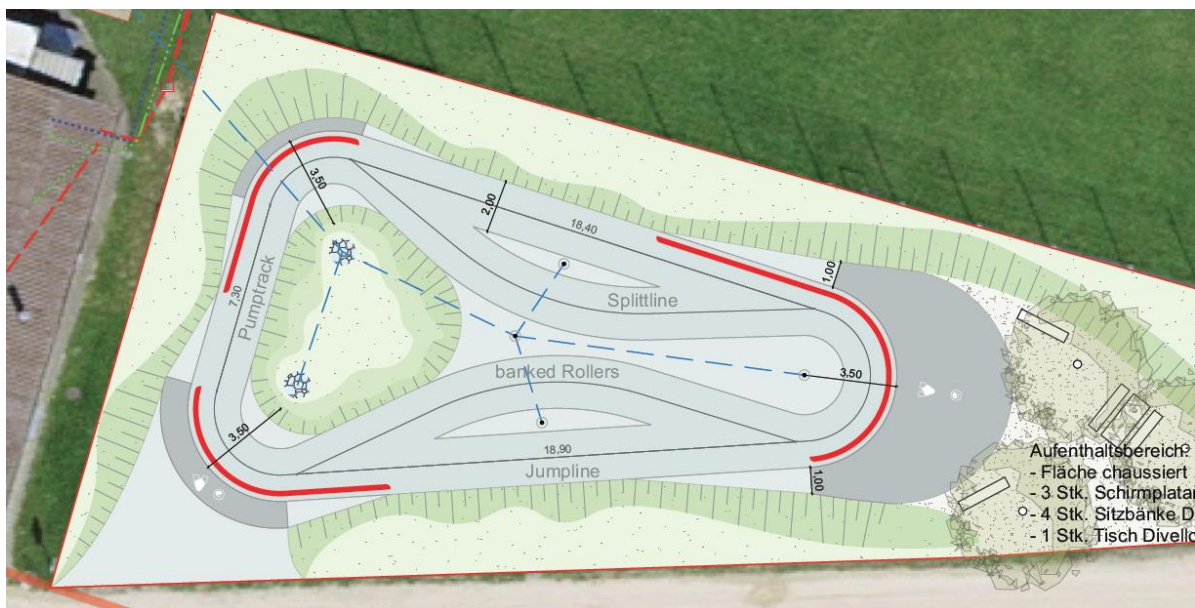 3,50
2,00
18,40
1,00
7,30
Pumptrack
Splittline
banked Rollers
3,50
3,50
18,90
Jumpline
1,00
Aufenthaltsbereich:
- Fläche chaussiert
- 3 Stk. Schirmplatan
- 4 Stk. Sitzbänke D
- 1 Stk. Tisch Divello